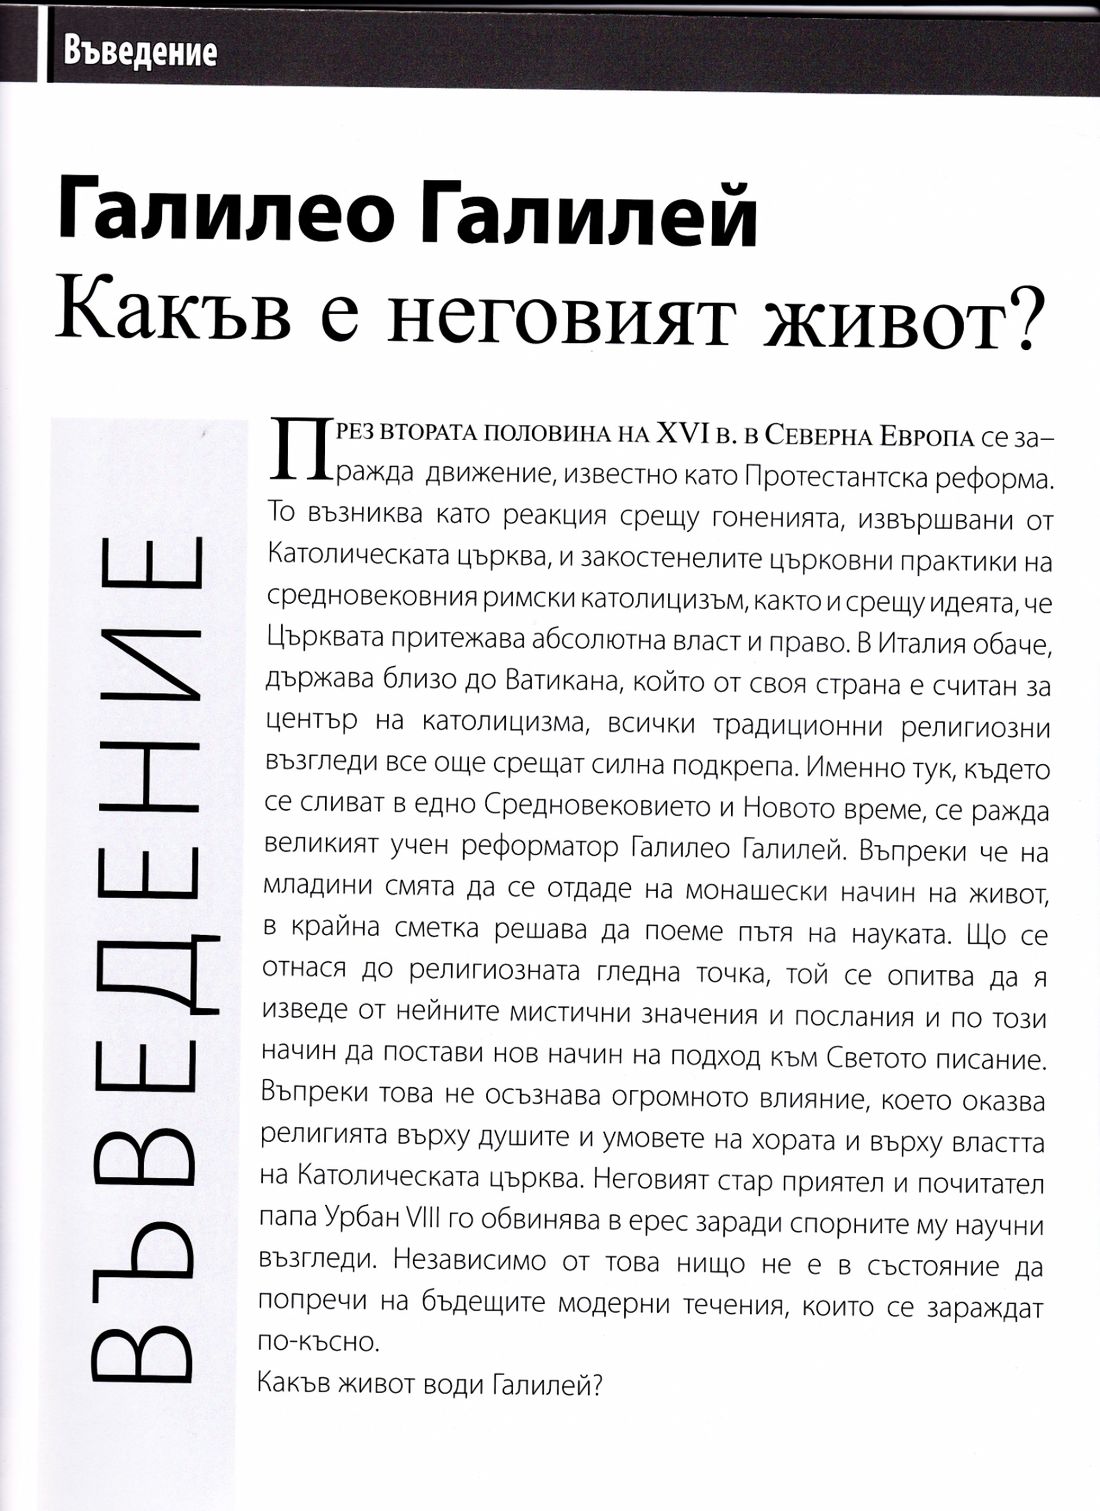 Въведение
Галилео Галилей
Какъв е неговият живот?
ВЪВЕДЕНИЕ
През втората половина на XVI в. в Северна Европа се за–
ражда движение, известно като Протестантска реформа.
То възниква като реакция срещу гоненията, извършвани от
Католическата църква, и закостенелите църковни практики на
средновековния римски католицизъм, както и срещу идеята, че
Църквата притежава абсолютна власт и право. В Италия обаче,
държава близо до Ватикана, който от своя страна е считан за
център на католицизма, всички традиционни религиозни
възгледи все още срещат силна подкрепа. Именно тук, където
се сливат в едно Средновековието и Новото време, се ражда
великият учен реформатор Галилео Галилей. Въпреки че на
младини смята да се отдаде на монашески начин на живот,
в крайна сметка решава да поеме пътя на науката. Що се
отнася до религиозната гледна точка, той се опитва да я
изведе от нейните мистични значения и послания и по този
начин да постави нов начин на подход към Светото писание.
Въпреки това не осъзнава огромното влияние, което оказва
религията върху душите и умовете на хората и върху властта
на Католическата църква. Неговият стар приятел и почитател
папа Урбан VIII го обвинява в ерес заради спорните му научни
възгледи. Независимо от това нищо не е в състояние да
попречи на бъдещите модерни течения, които се зараждат
по-късно.
Какъв живот води Галилей?